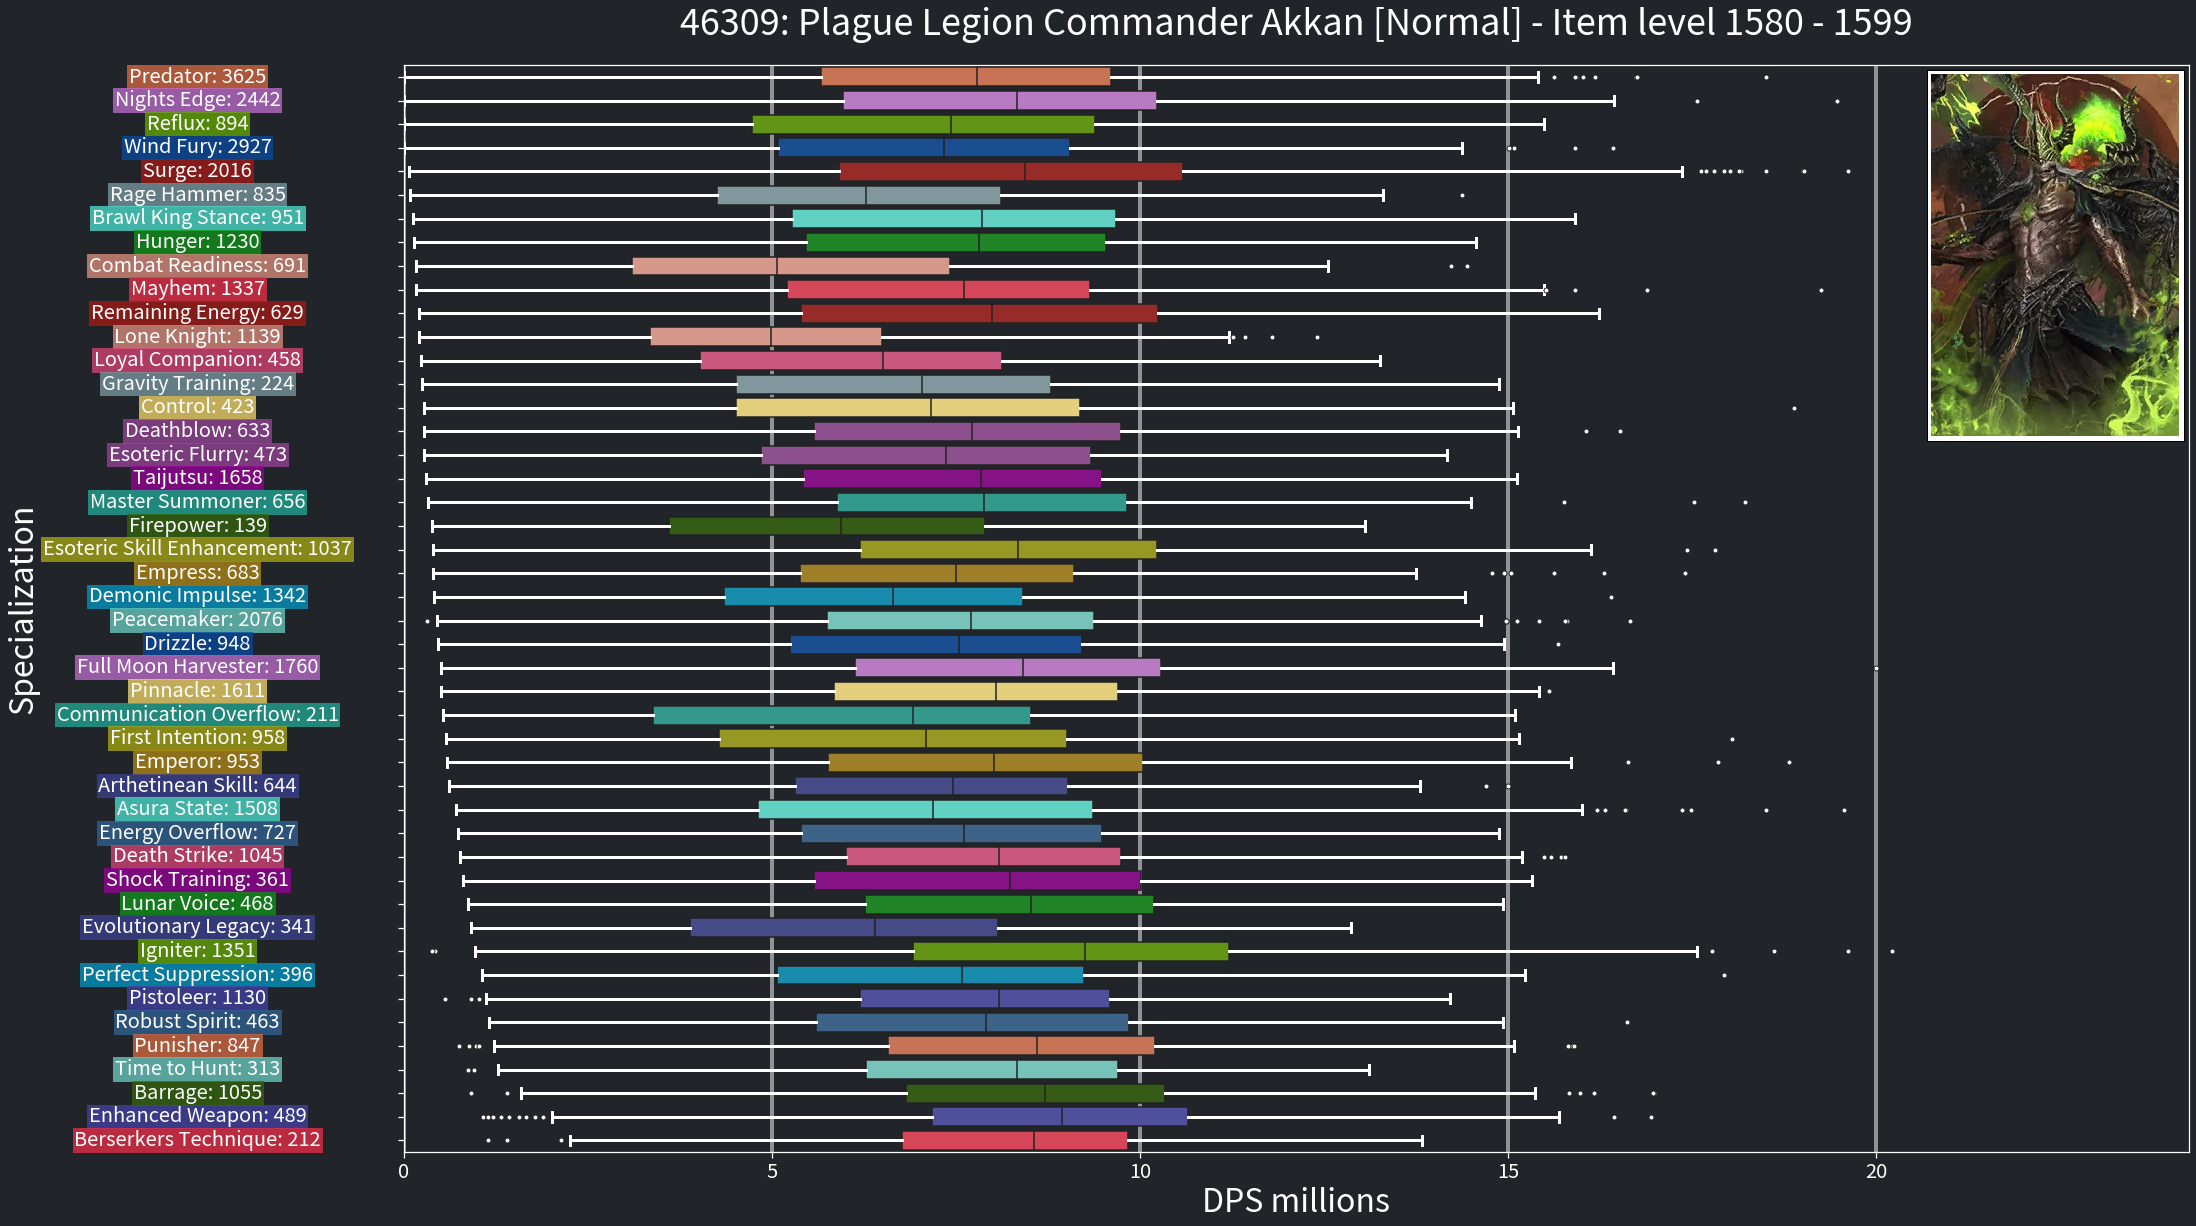 46309: Plague Legion Commander Akkan [Normal] - Item level 1580 - 1599
Specialization
Predator: 3625
Nights Edge: 2442
Reflux: 894
Wind Fury: 2927
Surge: 2016
Rage Hammer: 835
Brawl King Stance: 951
Hunger: 1230
Combat Readiness: 691
Mayhem: 1337
Remaining Energy: 629
Lone Knight: 1139
Loyal Companion: 458
Gravity Training: 224
Control: 423
Deathblow: 633
Esoteric Flurry: 473
Taijutsu: 1658
Master Summoner: 656
Firepower: 139
Esoteric Skill Enhancement: 1037
Empress: 683
Demonic Impulse: 1342
Peacemaker: 2076
Drizzle: 948
Full Moon Harvester: 1760
Pinnacle: 1611
Communication Overflow: 211
First Intention: 958
Emperor: 953
Arthetinean Skill: 644
Asura State: 1508
Energy Overflow: 727
Death Strike: 1045
Shock Training: 361
Lunar Voice: 468
Evolutionary Legacy: 341
Igniter: 1351
Perfect Suppression: 396
Pistoleer: 1130
Robust Spirit: 463
Punisher: 847
Time to Hunt: 313
Barrage: 1055
Enhanced Weapon: 489
Berserkers Technique: 212
0 5 10 15 20
DPS millions